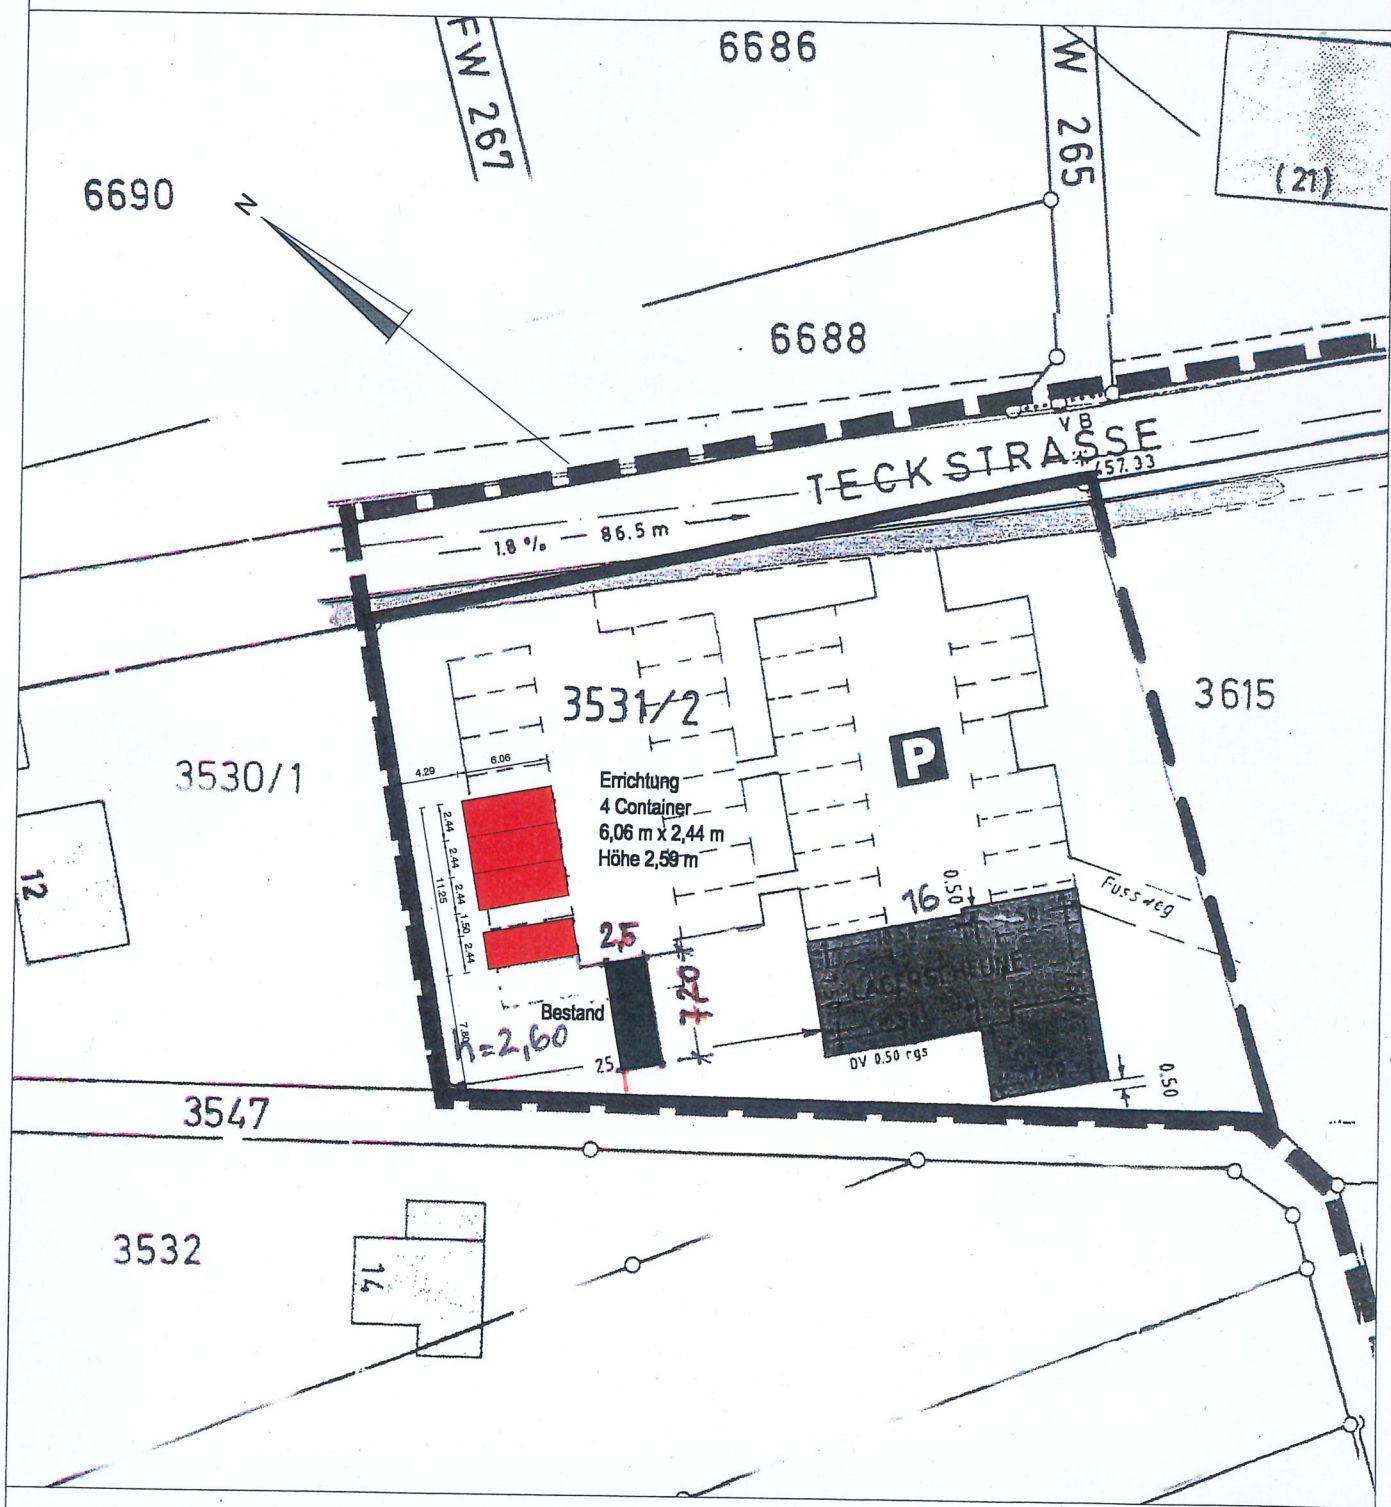 FW 267
6686
W 265
(21)
6690
N
6688
V B
TECKSTRASSE
457.33
1.8 % — 86.5 m
3531/2
3615
P
3530/1
4.29
6.06
Errichtung
4 Container
6,06 m x 2,44 m
Höhe 2,59 m
2.44
2.44
2.44
1.50
2.44
11.25
7.80
12
16
0.50
Fussweg
2,5
7,20
LAGERSCHEUNE
Bestand
h=2,60
25
DV 0.50 rgs
0.50
3547
3532
14